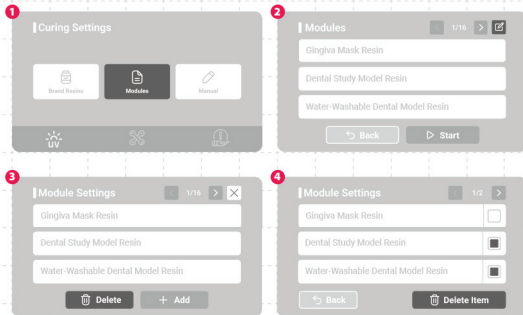 1
Curing Settings
Brand Resins
Modules
Manual
UV
2
Modules
1/16
Gingiva Mask Resin
Dental Study Model Resin
Water-Washable Dental Model Resin
Back
Start
3
Module Settings
1/16
Gingiva Mask Resin
Dental Study Model Resin
Water-Washable Dental Model Resin
Delete
+ Add
4
Module Settings
1/2
Gingiva Mask Resin
Dental Study Model Resin
Water-Washable Dental Model Resin
Back
Delete Item